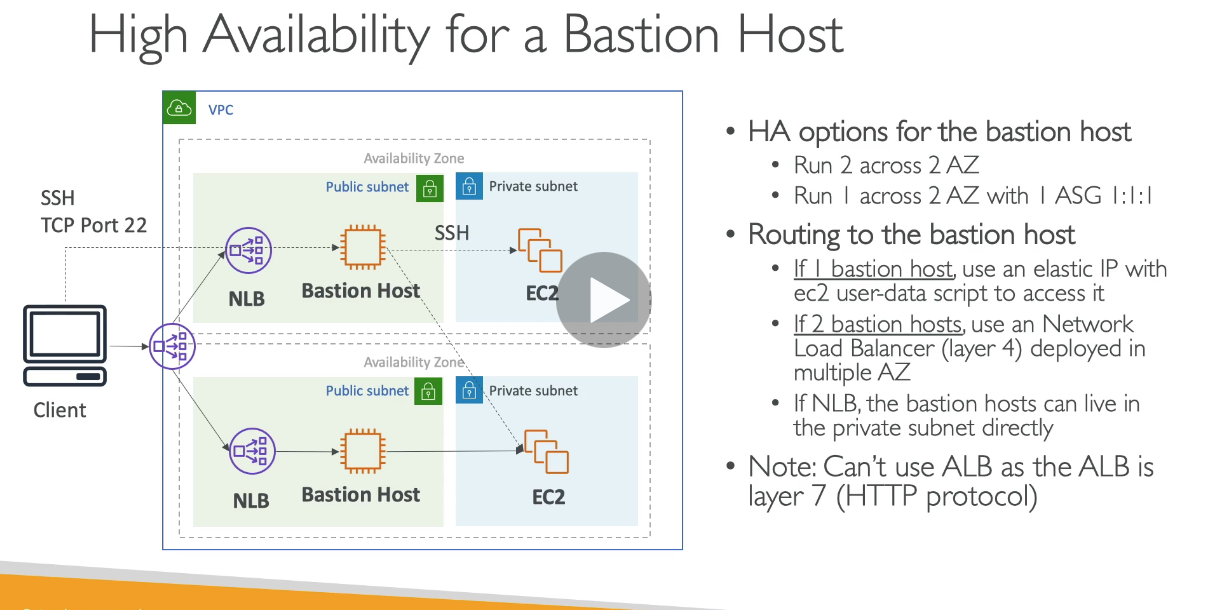 High Availability for a Bastion Host
VPC
Availability Zone
Public subnet
Private subnet
SSH
TCP Port 22
SSH
NLB
Bastion Host
EC2
Client
Availability Zone
Public subnet
Private subnet
NLB
Bastion Host
EC2
• HA options for the bastion host
• Run 2 across 2 AZ
• Run 1 across 2 AZ with 1 ASG 1:1:1
• Routing to the bastion host
• If 1 bastion host, use an elastic IP with
ec2 user-data script to access it
• If 2 bastion hosts, use an Network
Load Balancer (layer 4) deployed in
multiple AZ
• If NLB, the bastion hosts can live in
the private subnet directly
• Note: Can't use ALB as the ALB is
layer 7 (HTTP protocol)